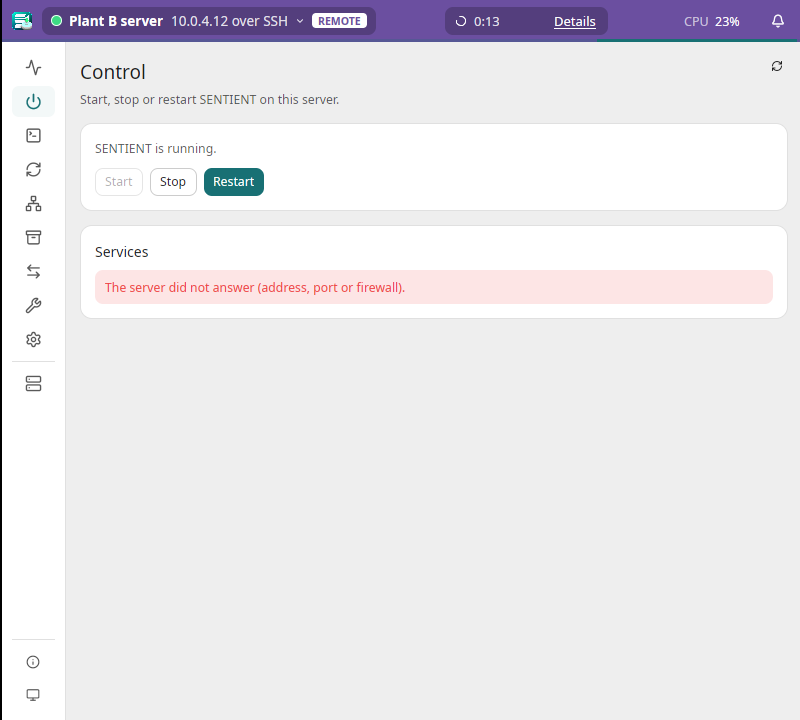 Plant B server 10.0.4.12 over SSH REMOTE 0:13 Details CPU 23%
Control
Start, stop or restart SENTIENT on this server.
SENTIENT is running.
Start Stop Restart
Services
The server did not answer (address, port or firewall).